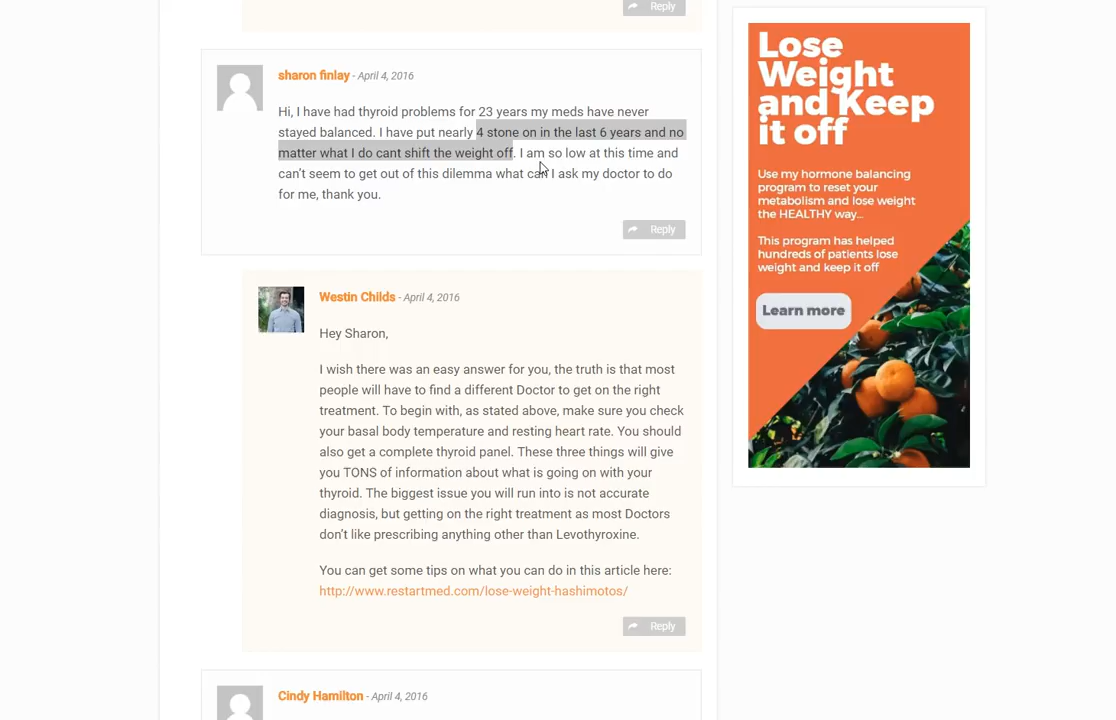 Reply
sharon finlay - April 4, 2016
Hi, I have had thyroid problems for 23 years my meds have never
stayed balanced. I have put nearly 4 stone on in the last 6 years and no
matter what I do cant shift the weight off. I am so low at this time and
can't seem to get out of this dilemma what can I ask my doctor to do
for me, thank you.
Reply
Westin Childs - April 4, 2016
Hey Sharon,
I wish there was an easy answer for you, the truth is that most
people will have to find a different Doctor to get on the right
treatment. To begin with, as stated above, make sure you check
your basal body temperature and resting heart rate. You should
also get a complete thyroid panel. These three things will give
you TONS of information about what is going on with your
thyroid. The biggest issue you will run into is not accurate
diagnosis, but getting on the right treatment as most Doctors
don't like prescribing anything other than Levothyroxine.
You can get some tips on what you can do in this article here:
http://www.restartmed.com/lose-weight-hashimotos/
Reply
Cindy Hamilton - April 4, 2016
Lose
Weight
and Keep
it off
Use my hormone balancing
program to reset your
metabolism and lose weight
the HEALTHY way...
This program has helped
hundreds of patients lose
weight and keep it off
Learn more